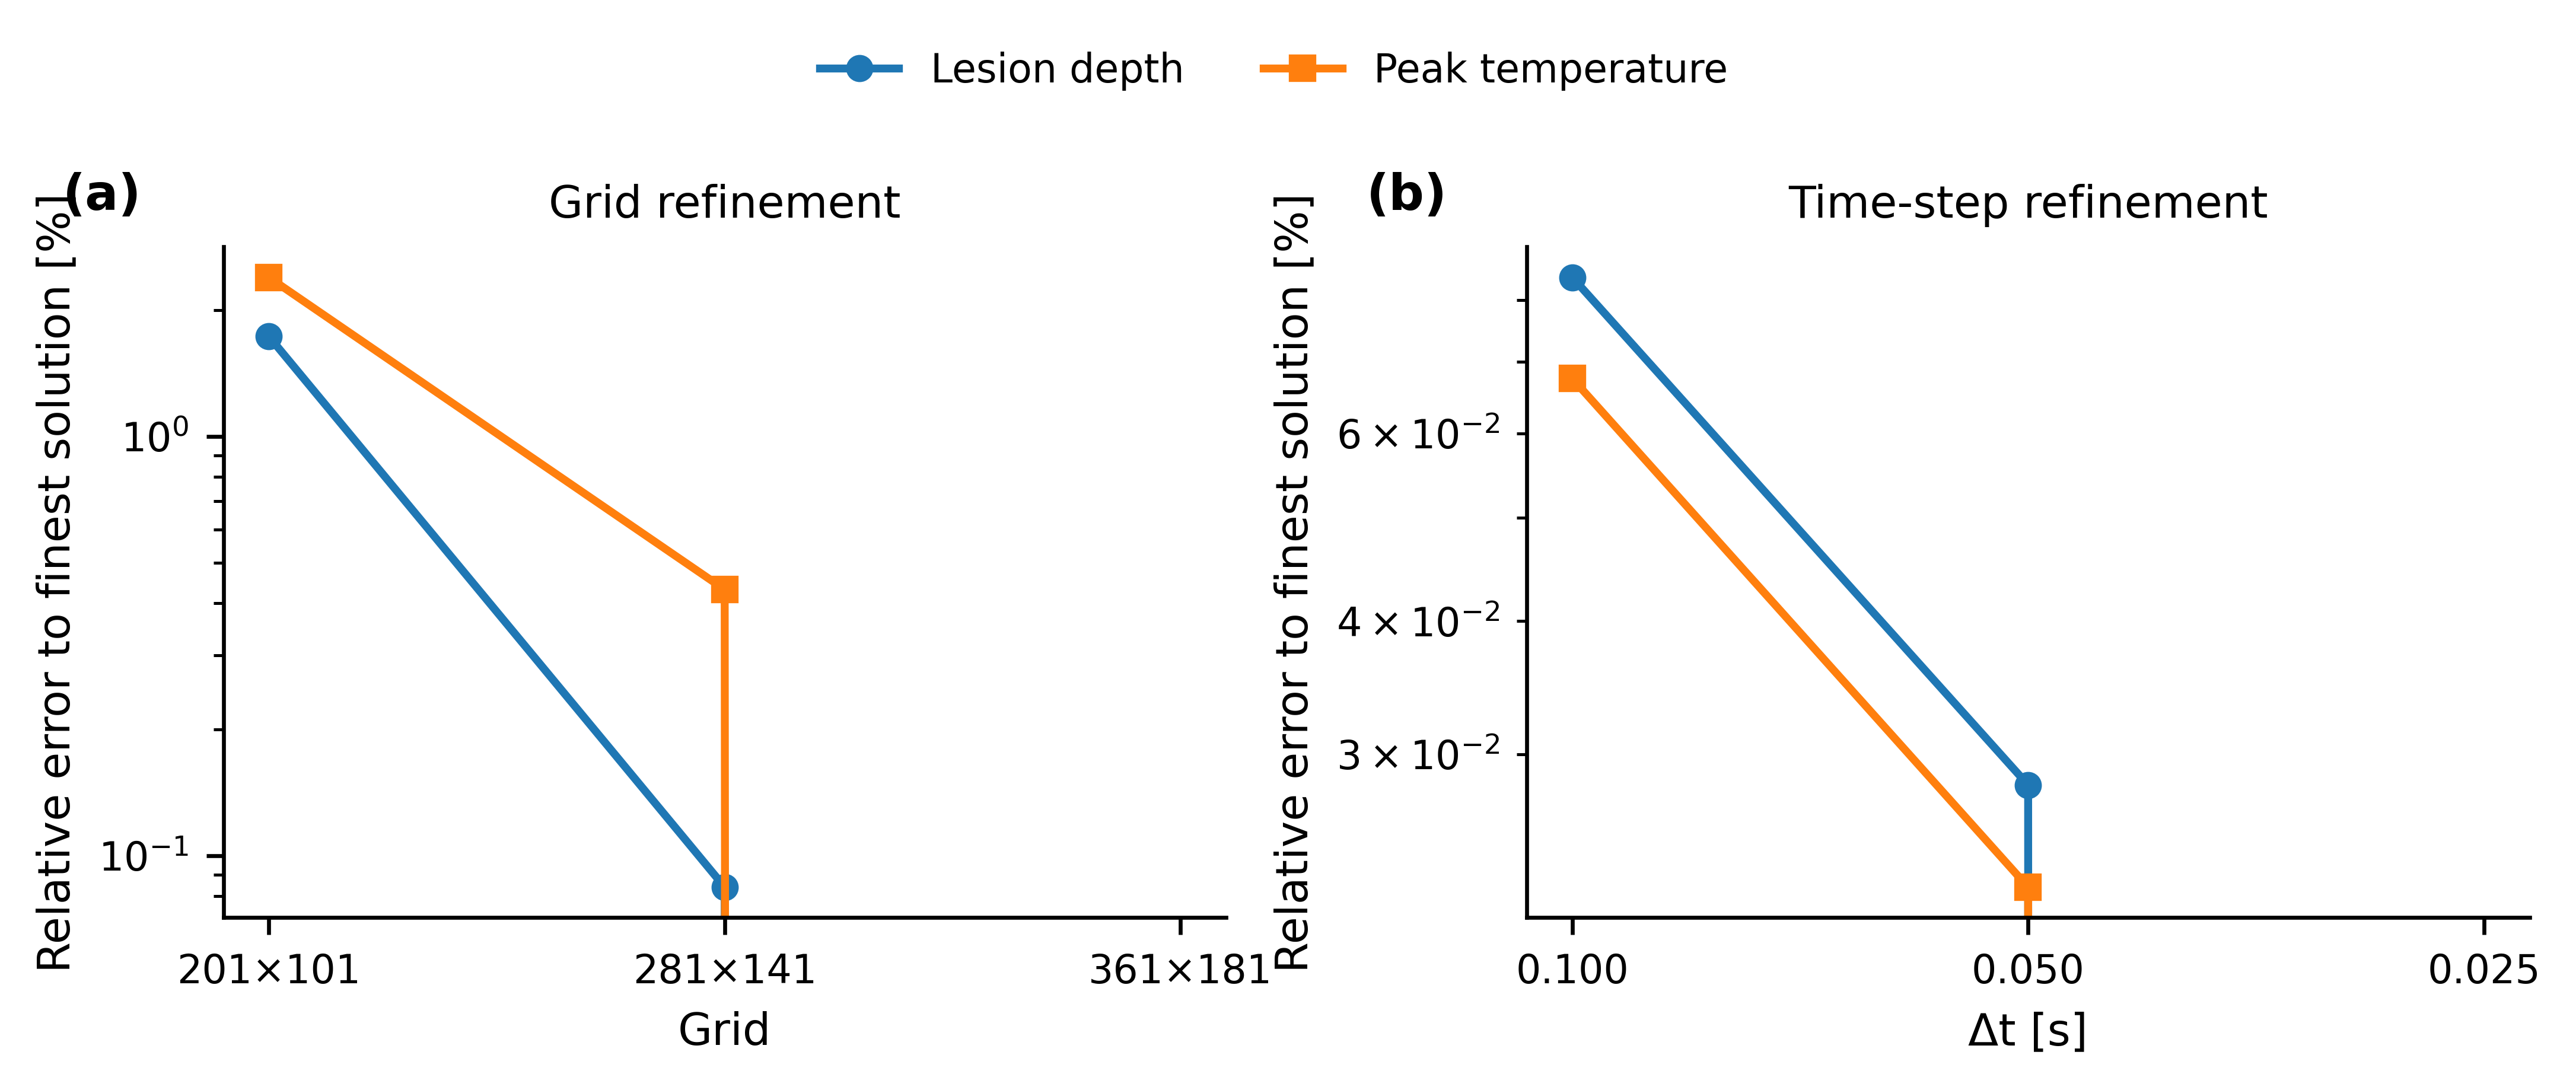 Lesion depth
Peak temperature
(a)
Grid refinement
Relative error to finest solution [%]
10⁰
10⁻¹
201×101
281×141
361×181
Grid
(b)
Time-step refinement
Relative error to finest solution [%]
6 × 10⁻²
4 × 10⁻²
3 × 10⁻²
0.100
0.050
0.025
Δt [s]